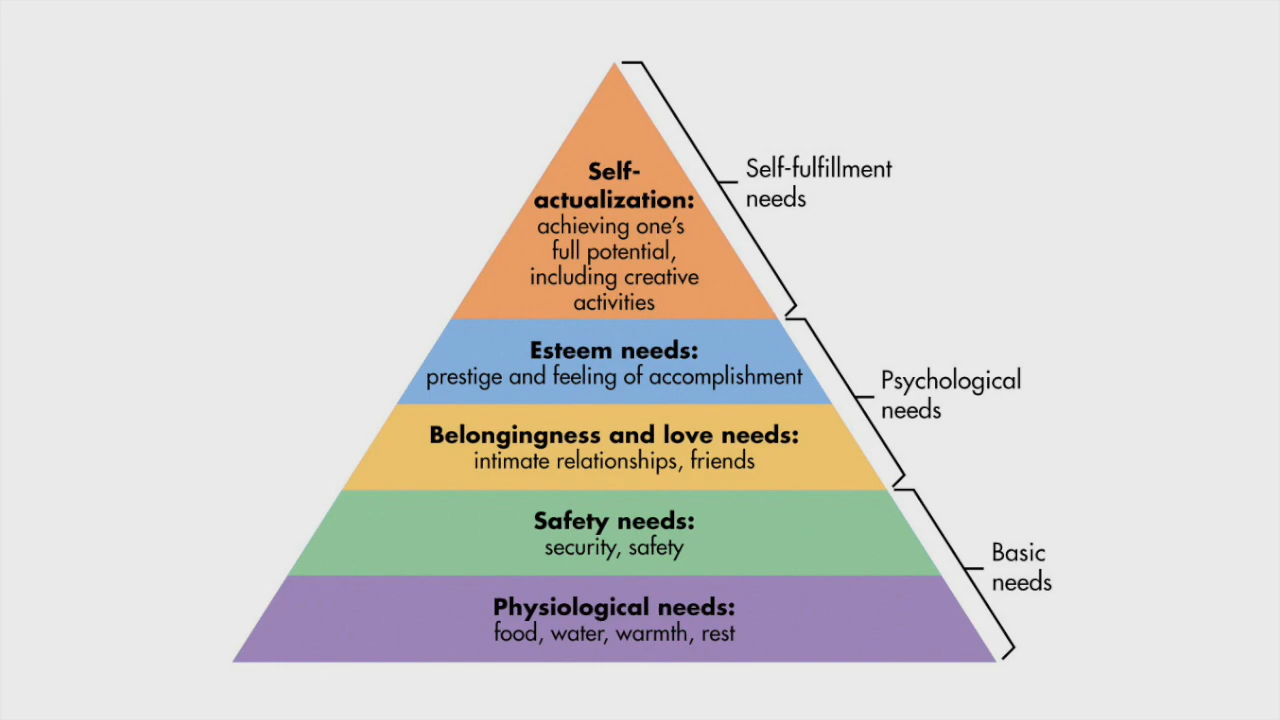 Self-
actualization:
achieving one's
full potential,
including creative
activities
Self-fulfillment
needs
Esteem needs:
prestige and feeling of accomplishment
Psychological
needs
Belongingness and love needs:
intimate relationships, friends
Safety needs:
security, safety
Basic
needs
Physiological needs:
food, water, warmth, rest